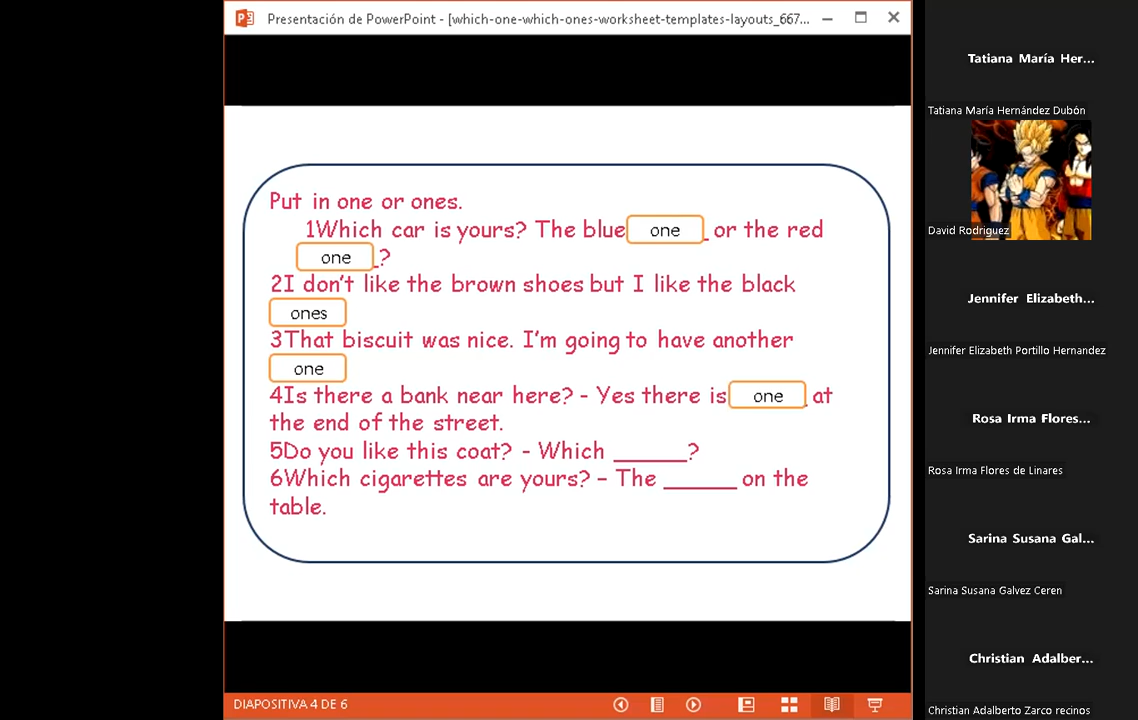 Presentación de PowerPoint - [which-one-which-ones-worksheet-templates-layouts_667...
Put in one or ones.
1Which car is yours? The blue one_ or the red
one_?
2I don't like the brown shoes but I like the black
ones
3That biscuit was nice. I'm going to have another
one
4Is there a bank near here? - Yes there is one_ at
the end of the street.
5Do you like this coat? - Which ______?
6Which cigarettes are yours? – The ______ on the
table.
DIAPOSITIVA 4 DE 6
Tatiana María Her...
Tatiana María Hernández Dubón
David Rodriguez
Jennifer Elizabeth...
Jennifer Elizabeth Portillo Hernandez
Rosa Irma Flores...
Rosa Irma Flores de Linares
Sarina Susana Gal...
Sarina Susana Galvez Ceren
Christian Adalber...
Christian Adalberto Zarco recinos